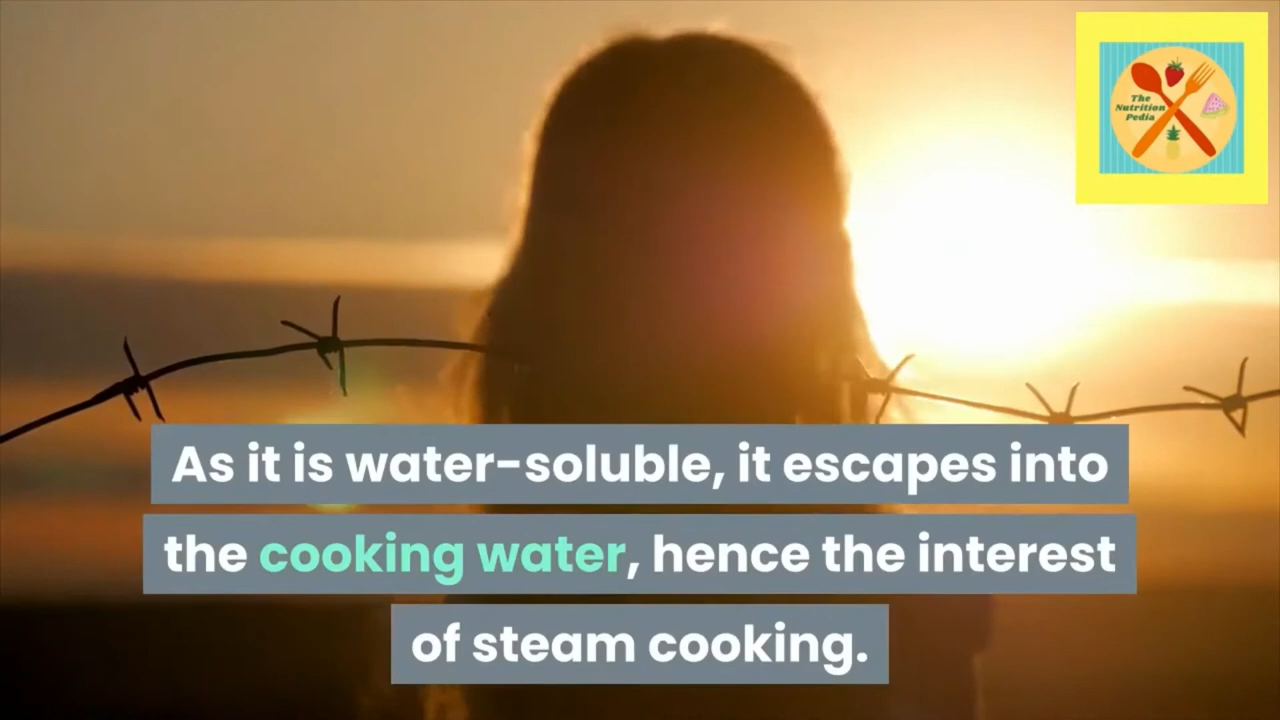 The
Nutrition
Pedia
As it is water-soluble, it escapes into
the cooking water, hence the interest
of steam cooking.